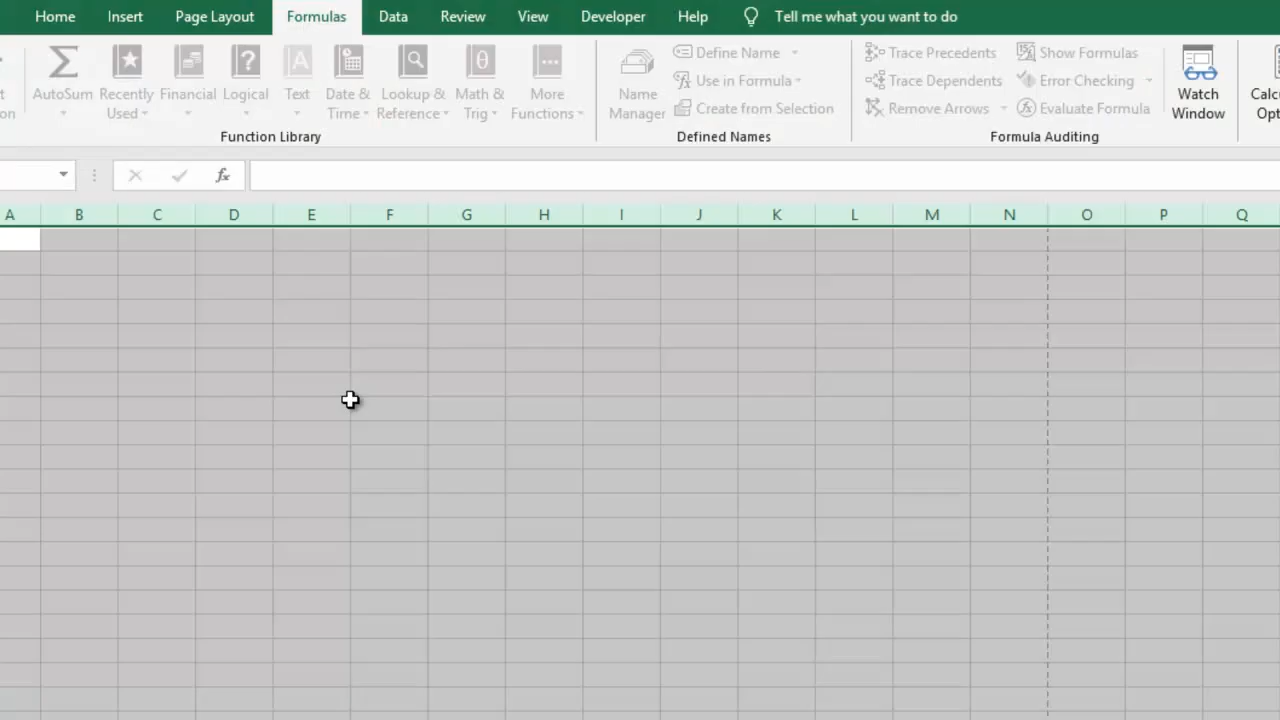 Home Insert Page Layout Formulas Data Review View Developer Help Tell me what you want to do
AutoSum Recently Used Financial Logical Text Date & Time Lookup & Reference Math & Trig More Functions
Function Library
Name Manager
Define Name
Use in Formula
Create from Selection
Defined Names
Trace Precedents
Trace Dependents
Remove Arrows
Show Formulas
Error Checking
Evaluate Formula
Formula Auditing
Watch Window
fx
A B C D E F G H I J K L M N O P Q